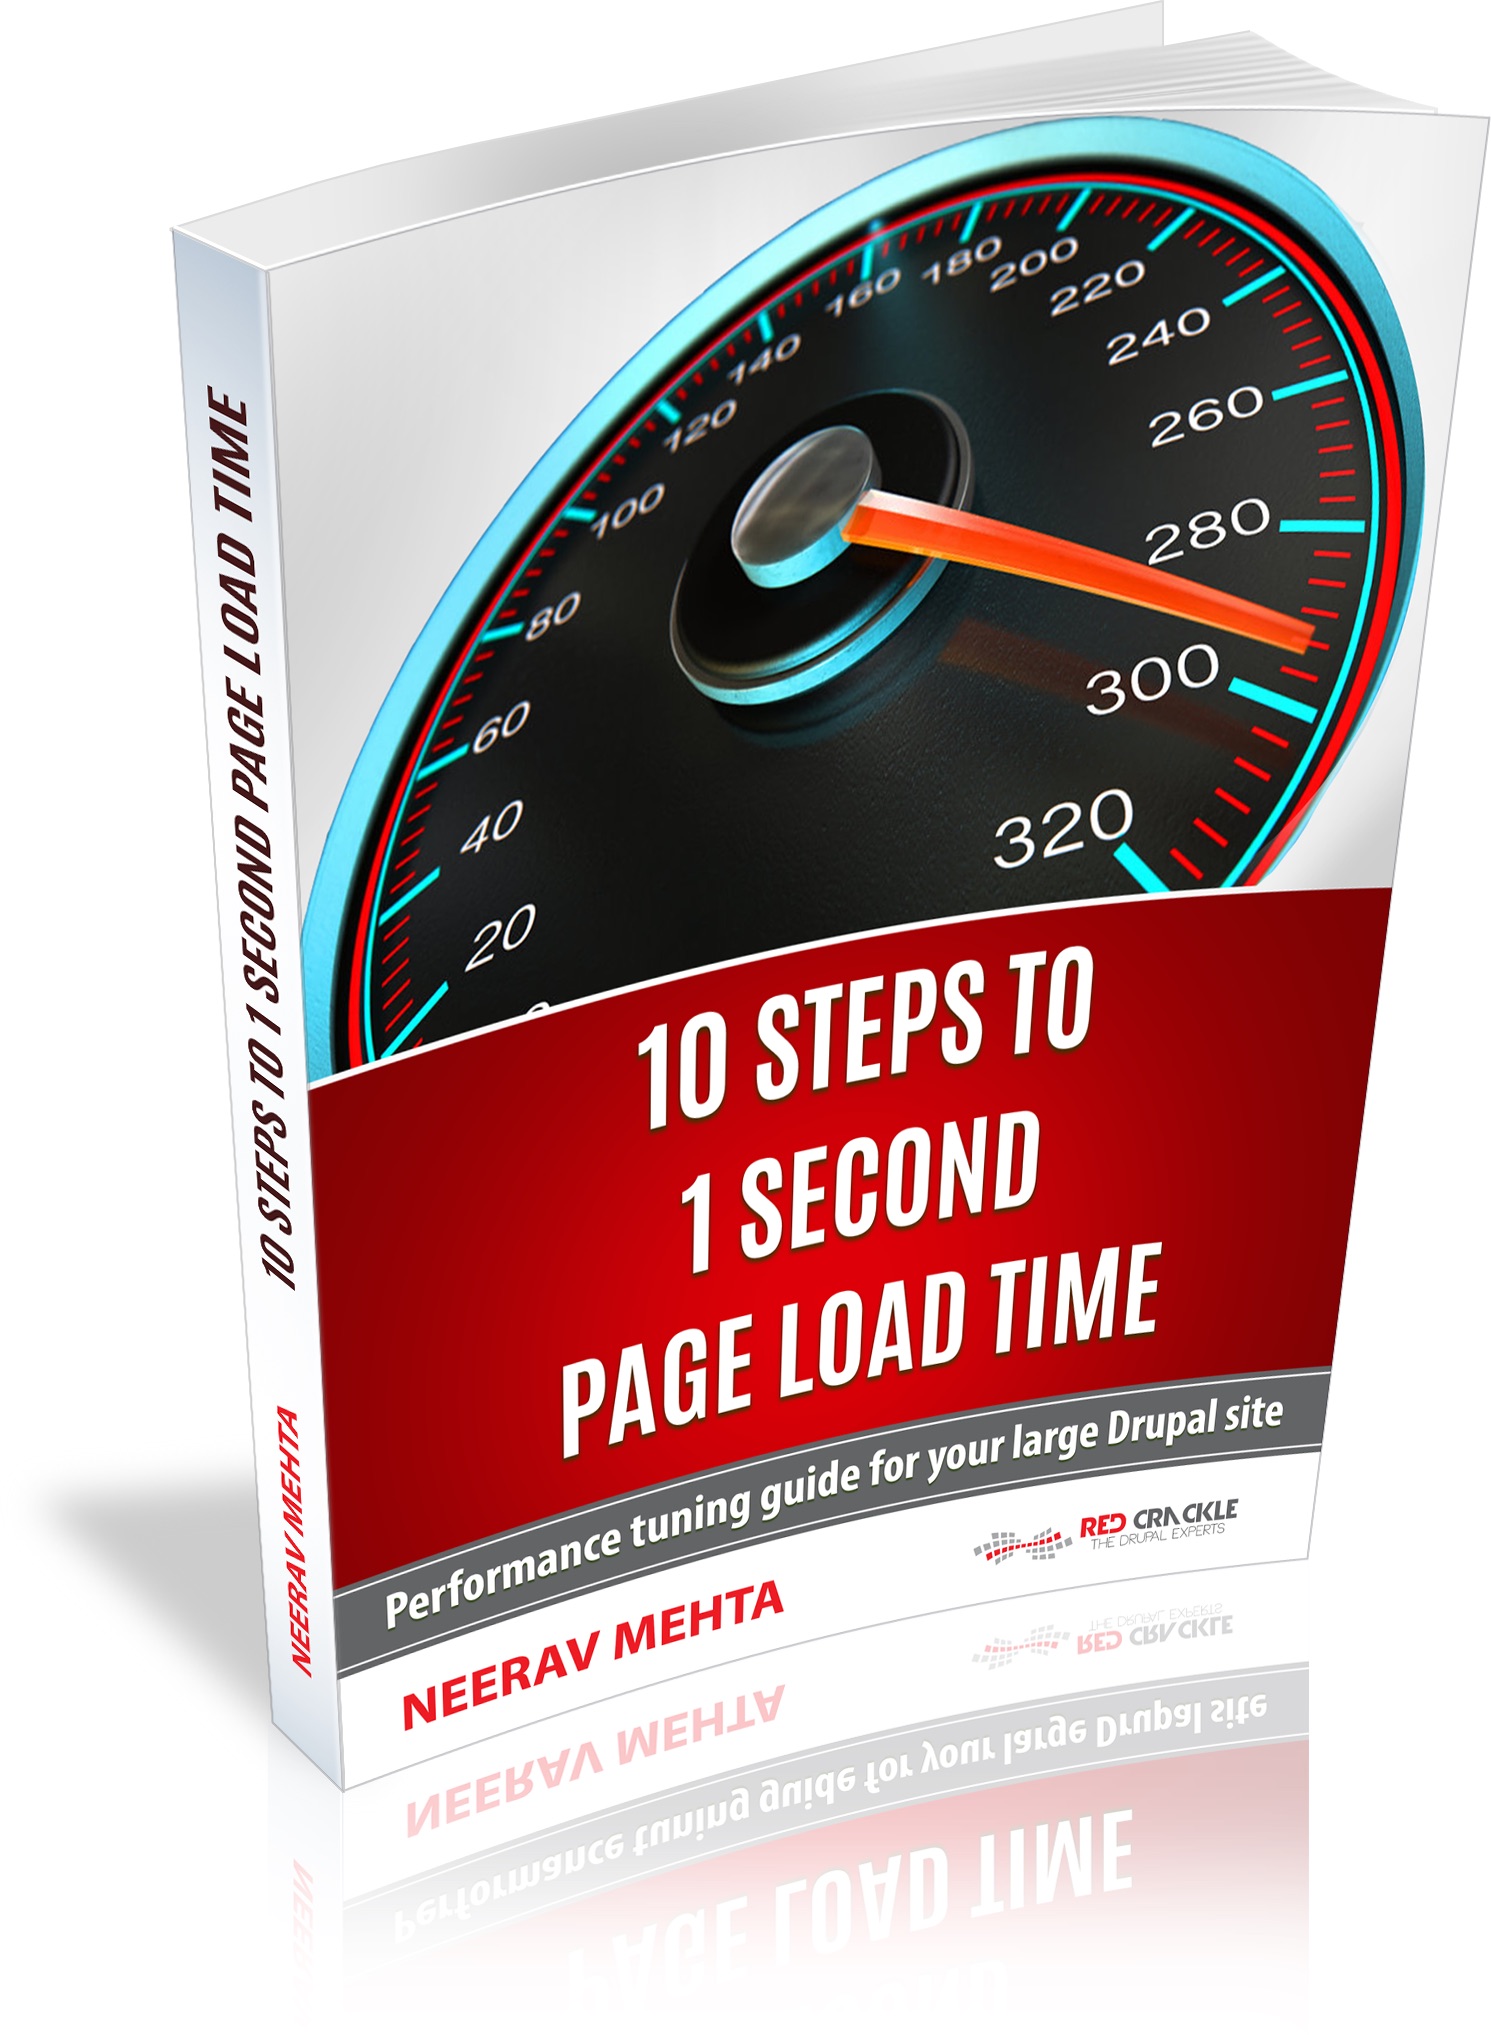 10 STEPS TO 1 SECOND PAGE LOAD TIME
NEERAV MEHTA
20
40
60
80
100
120
140
160
180
200
220
240
260
280
300
320
10 STEPS TO
1 SECOND
PAGE LOAD TIME
Performance tuning guide for your large Drupal site
RED CRACKLE
THE DRUPAL EXPERTS
NEERAV MEHTA